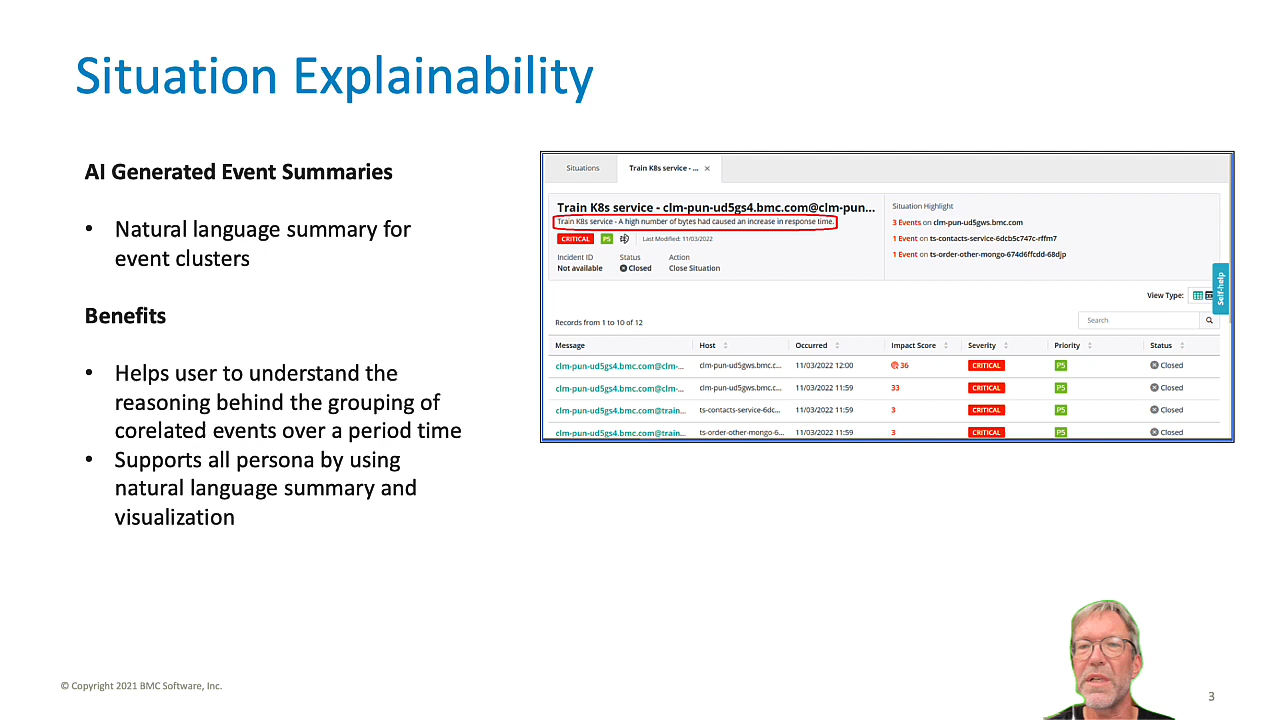 Situation Explainability
AI Generated Event Summaries
• Natural language summary for
event clusters
Benefits
• Helps user to understand the
reasoning behind the grouping of
corelated events over a period time
• Supports all persona by using
natural language summary and
visualization
Situations
Train K8s service - ... ×
Train K8s service - clm-pun-ud5gs4.bmc.com@clm-pun...
Train K8s service - A high number of bytes had caused an increase in response time.
CRITICAL P5 Last Modified: 11/03/2022
Incident ID Status Action
Not available Closed Close Situation
Situation Highlight
3 Events on clm-pun-ud5gws.bmc.com
1 Event on ts-contacts-service-6dcb5c747c-rffm7
1 Event on ts-order-other-mongo-674d6ffcdd-68djp
Self-help
View Type:
Records from 1 to 10 of 12
Search
Message Host Occurred Impact Score Severity Priority Status
clm-pun-ud5gs4.bmc.com@clm-... clm-pun-ud5gws.bmc.c... 11/03/2022 12:00 36 CRITICAL P5 Closed
clm-pun-ud5gs4.bmc.com@clm-... clm-pun-ud5gws.bmc.c... 11/03/2022 11:59 33 CRITICAL P5 Closed
clm-pun-ud5gs4.bmc.com@train... ts-contacts-service-6dc... 11/03/2022 11:59 3 CRITICAL P5 Closed
clm-pun-ud5gs4.bmc.com@train... ts-order-other-mongo-6... 11/03/2022 11:59 3 CRITICAL P5 Closed
© Copyright 2021 BMC Software, Inc.
3